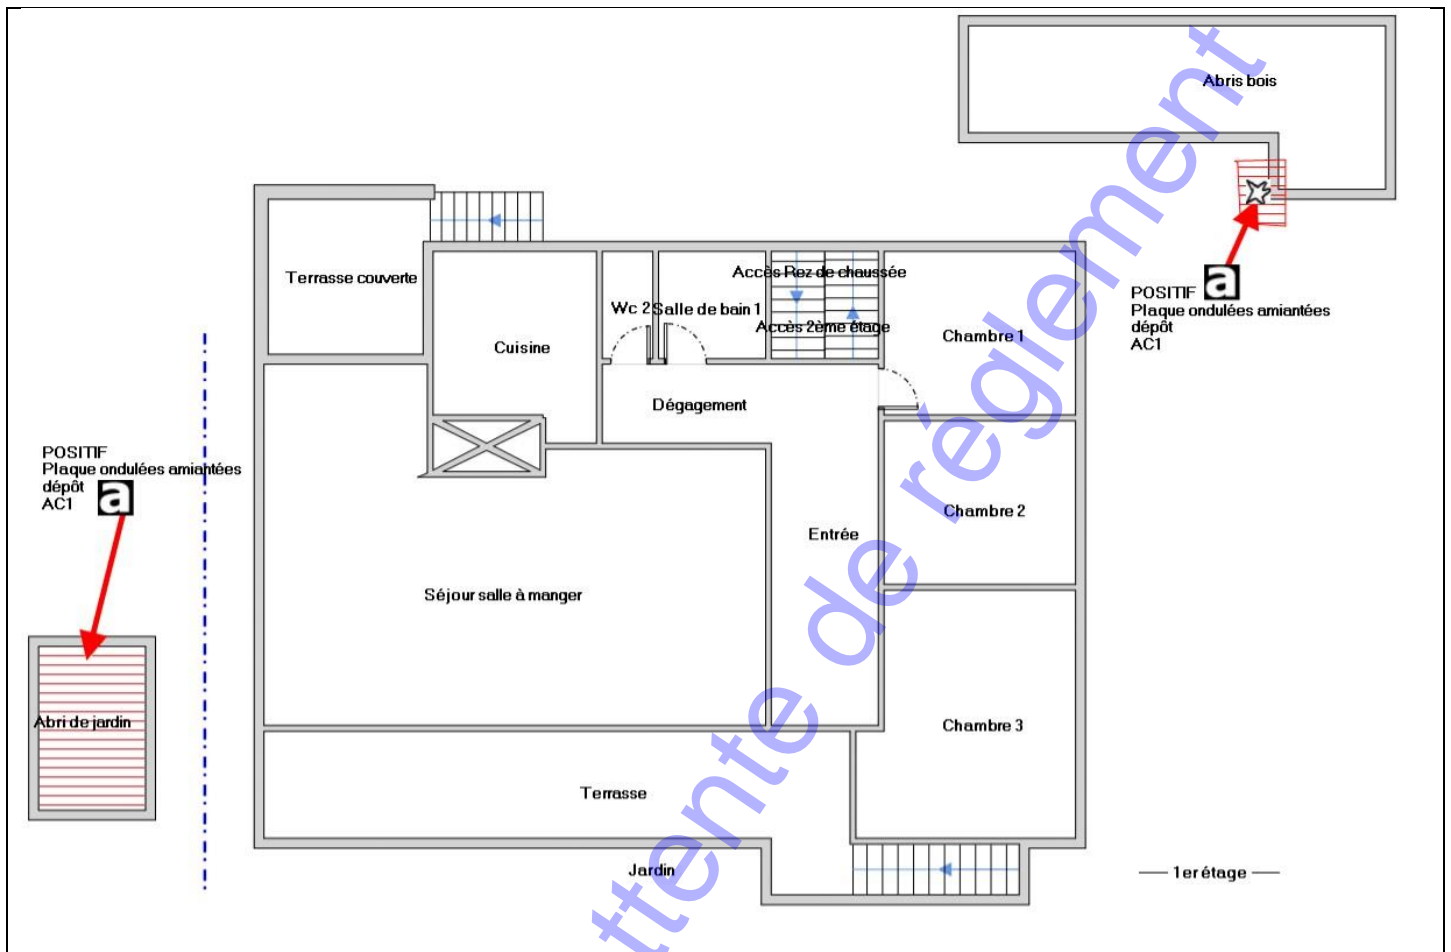 Abris bois
Terrasse couverte
Accès Rez de chaussée
Wc 2
Salle de bain 1
Accès 2ème étage
Cuisine
Chambre 1
POSITIF
Plaque ondulées amiantées
dépôt
AC1
a
Dégagement
POSITIF
Plaque ondulées amiantées
dépôt
AC1
a
Chambre 2
Entrée
Séjour salle à manger
Abri de jardin
Chambre 3
Terrasse
Jardin
1er étage
ttente de réglement